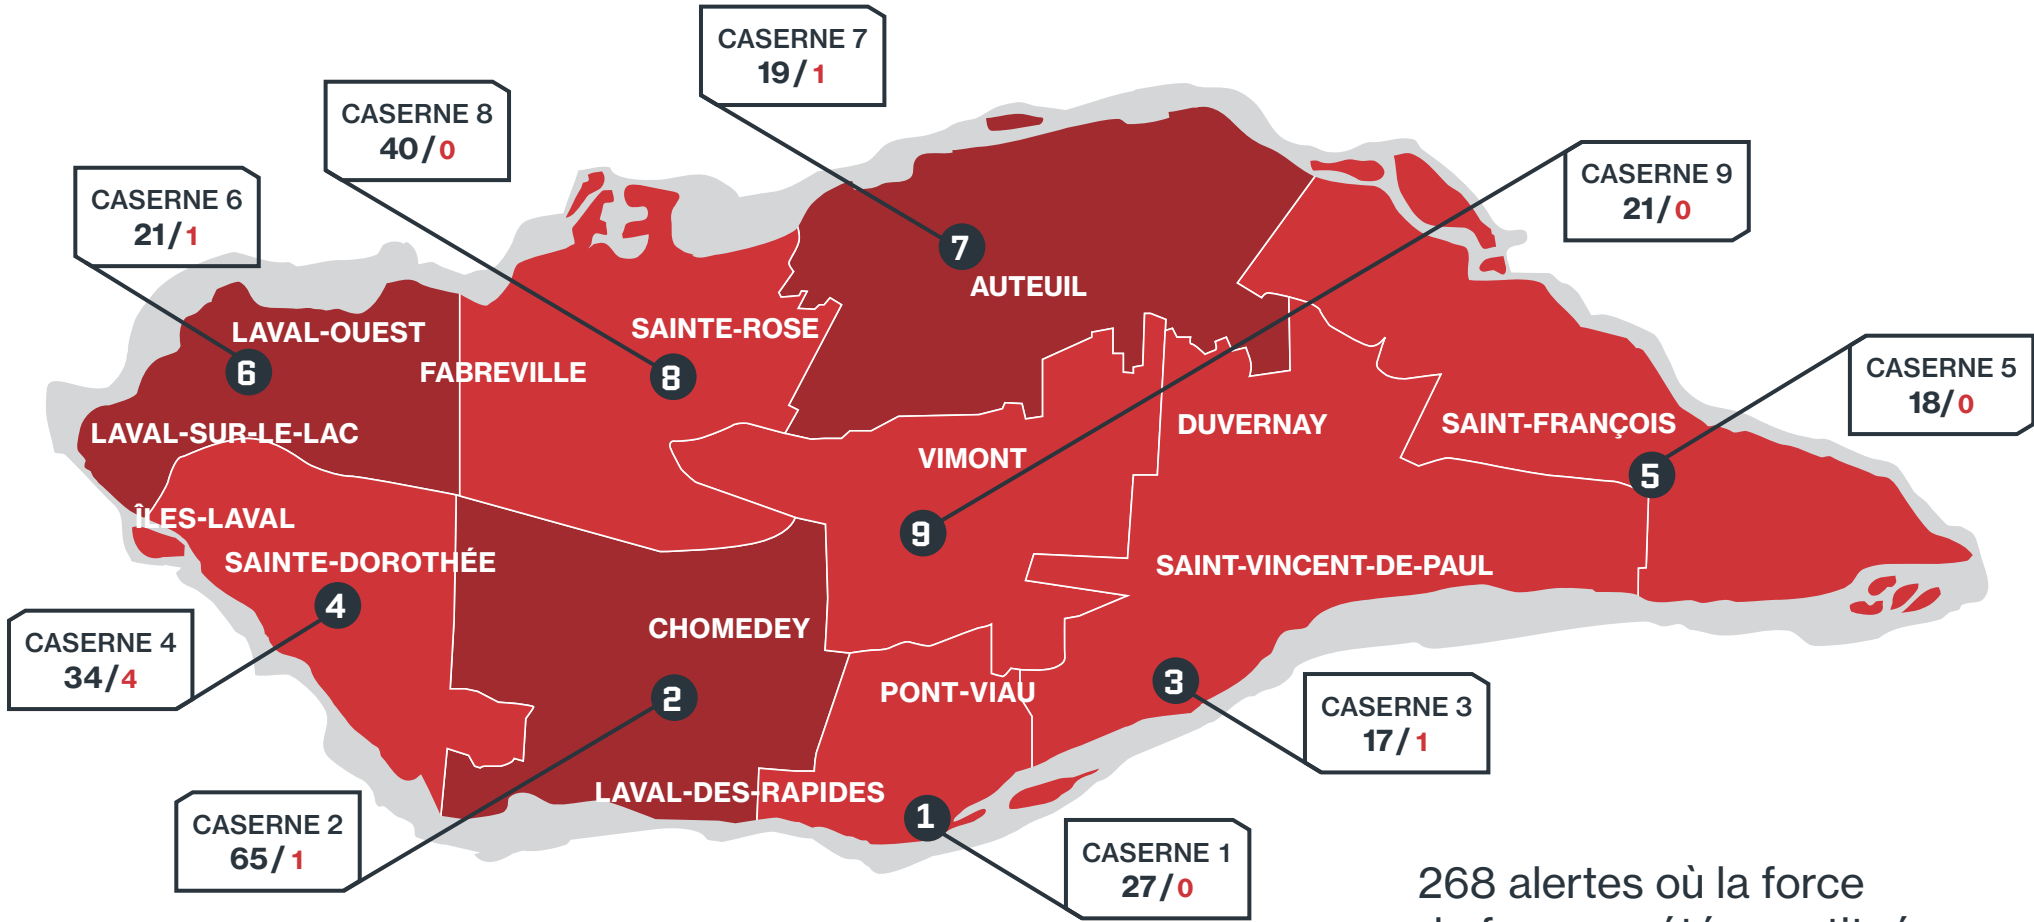 CASERNE 7
19/1
CASERNE 8
40/0
CASERNE 9
21/0
CASERNE 6
21/1
7
AUTEUIL
LAVAL-OUEST
SAINTE-ROSE
6
FABREVILLE
8
CASERNE 5
18/0
LAVAL-SUR-LE-LAC
VIMONT
DUVERNAY
SAINT-FRANÇOIS
5
ÎLES-LAVAL
9
SAINTE-DOROTHÉE
SAINT-VINCENT-DE-PAUL
4
CHOMEDEY
CASERNE 4
34/4
2
PONT-VIAU
3
CASERNE 3
17/1
LAVAL-DES-RAPIDES
1
CASERNE 2
65/1
CASERNE 1
27/0
268 alertes où la force